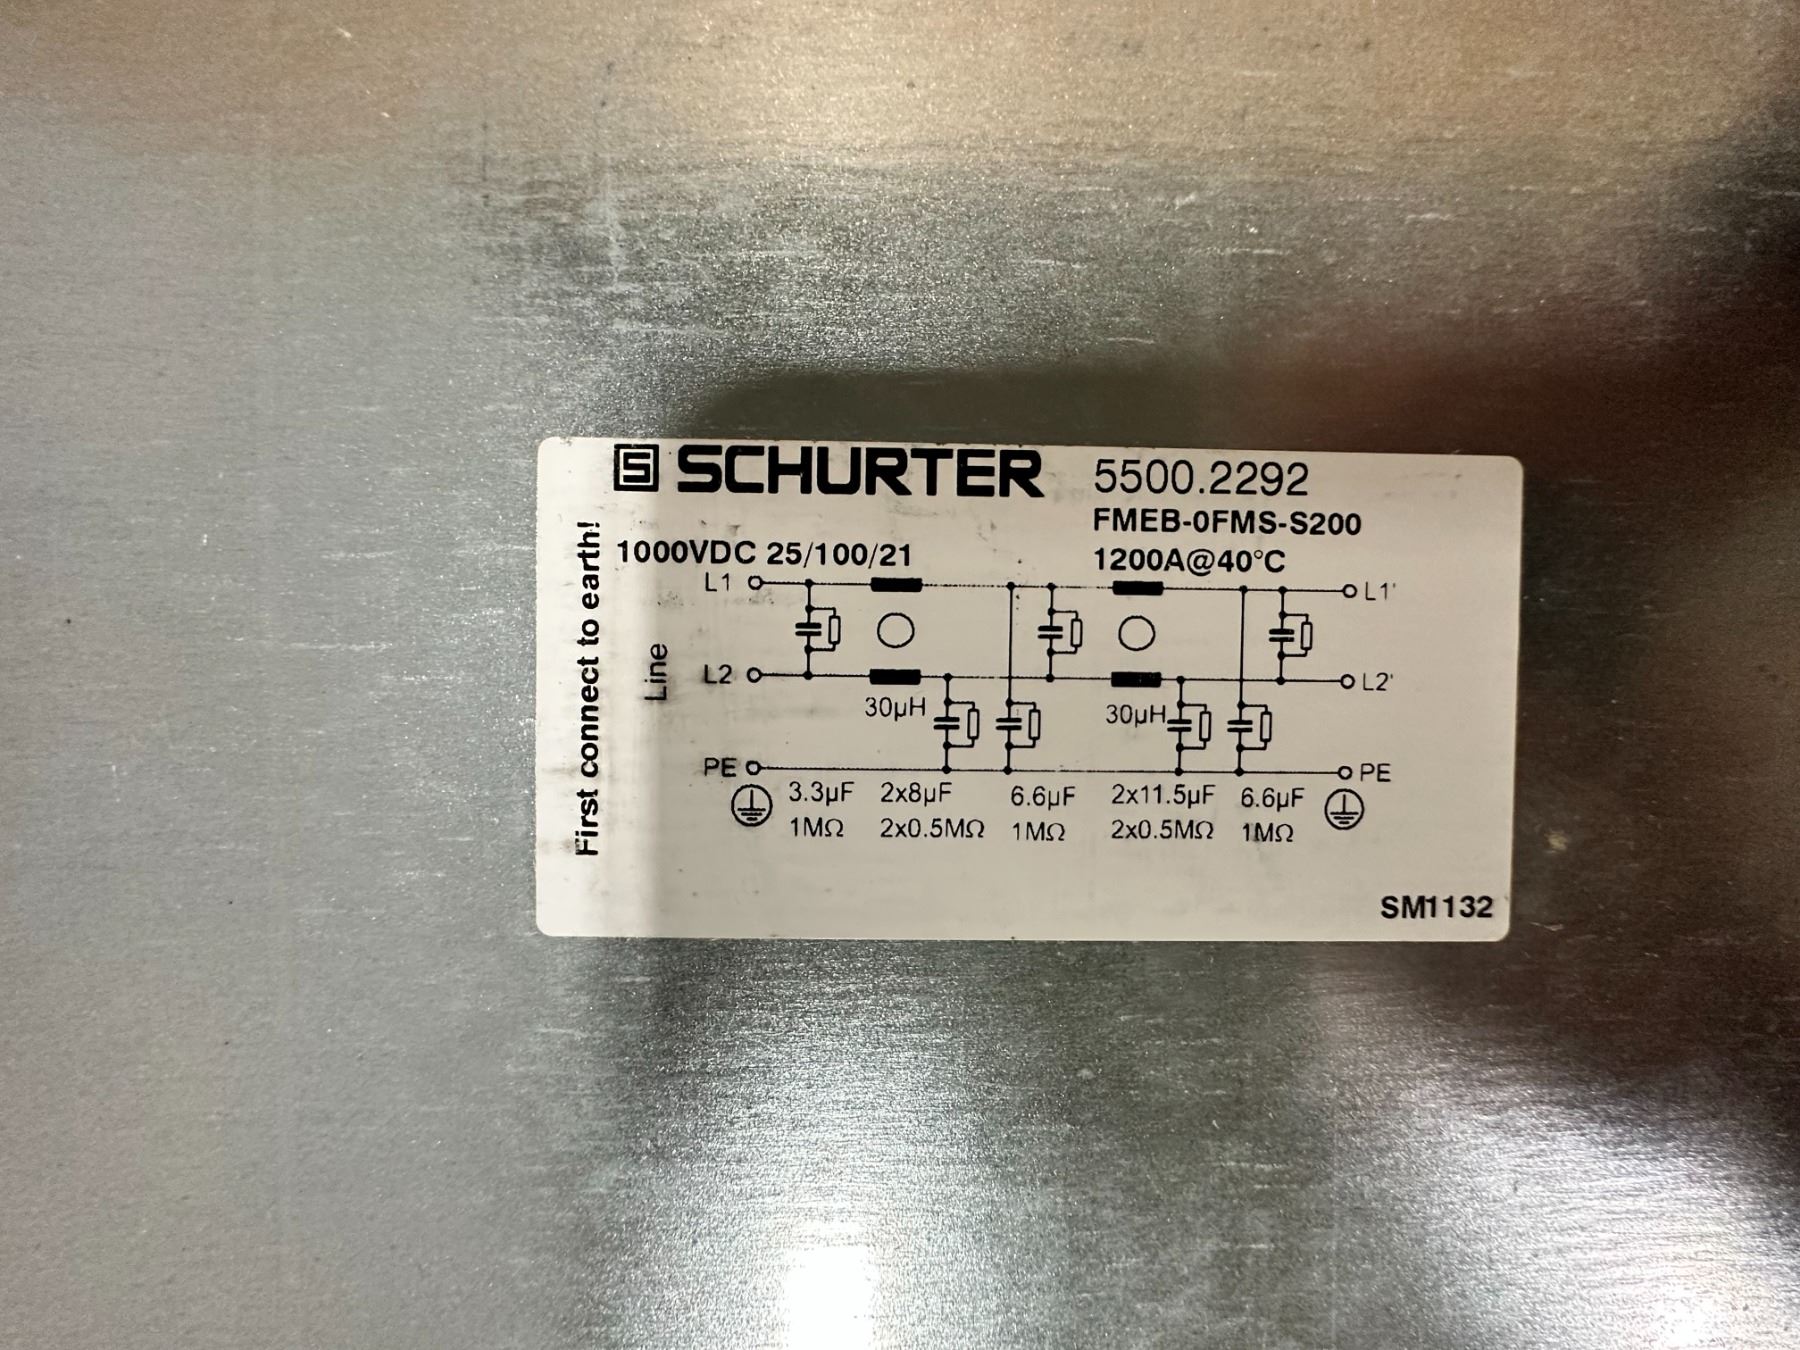 SCHURTER
5500.2292
FMEB-0FMS-S200
1000VDC 25/100/21
1200A@40°C
First connect to earth!
Line
L1
L1'
L2
L2'
30µH
30µH
PE
PE
3.3µF 2x8µF 6.6µF 2x11.5µF 6.6µF
1MΩ 2x0.5MΩ 1MΩ 2x0.5MΩ 1MΩ
SM1132